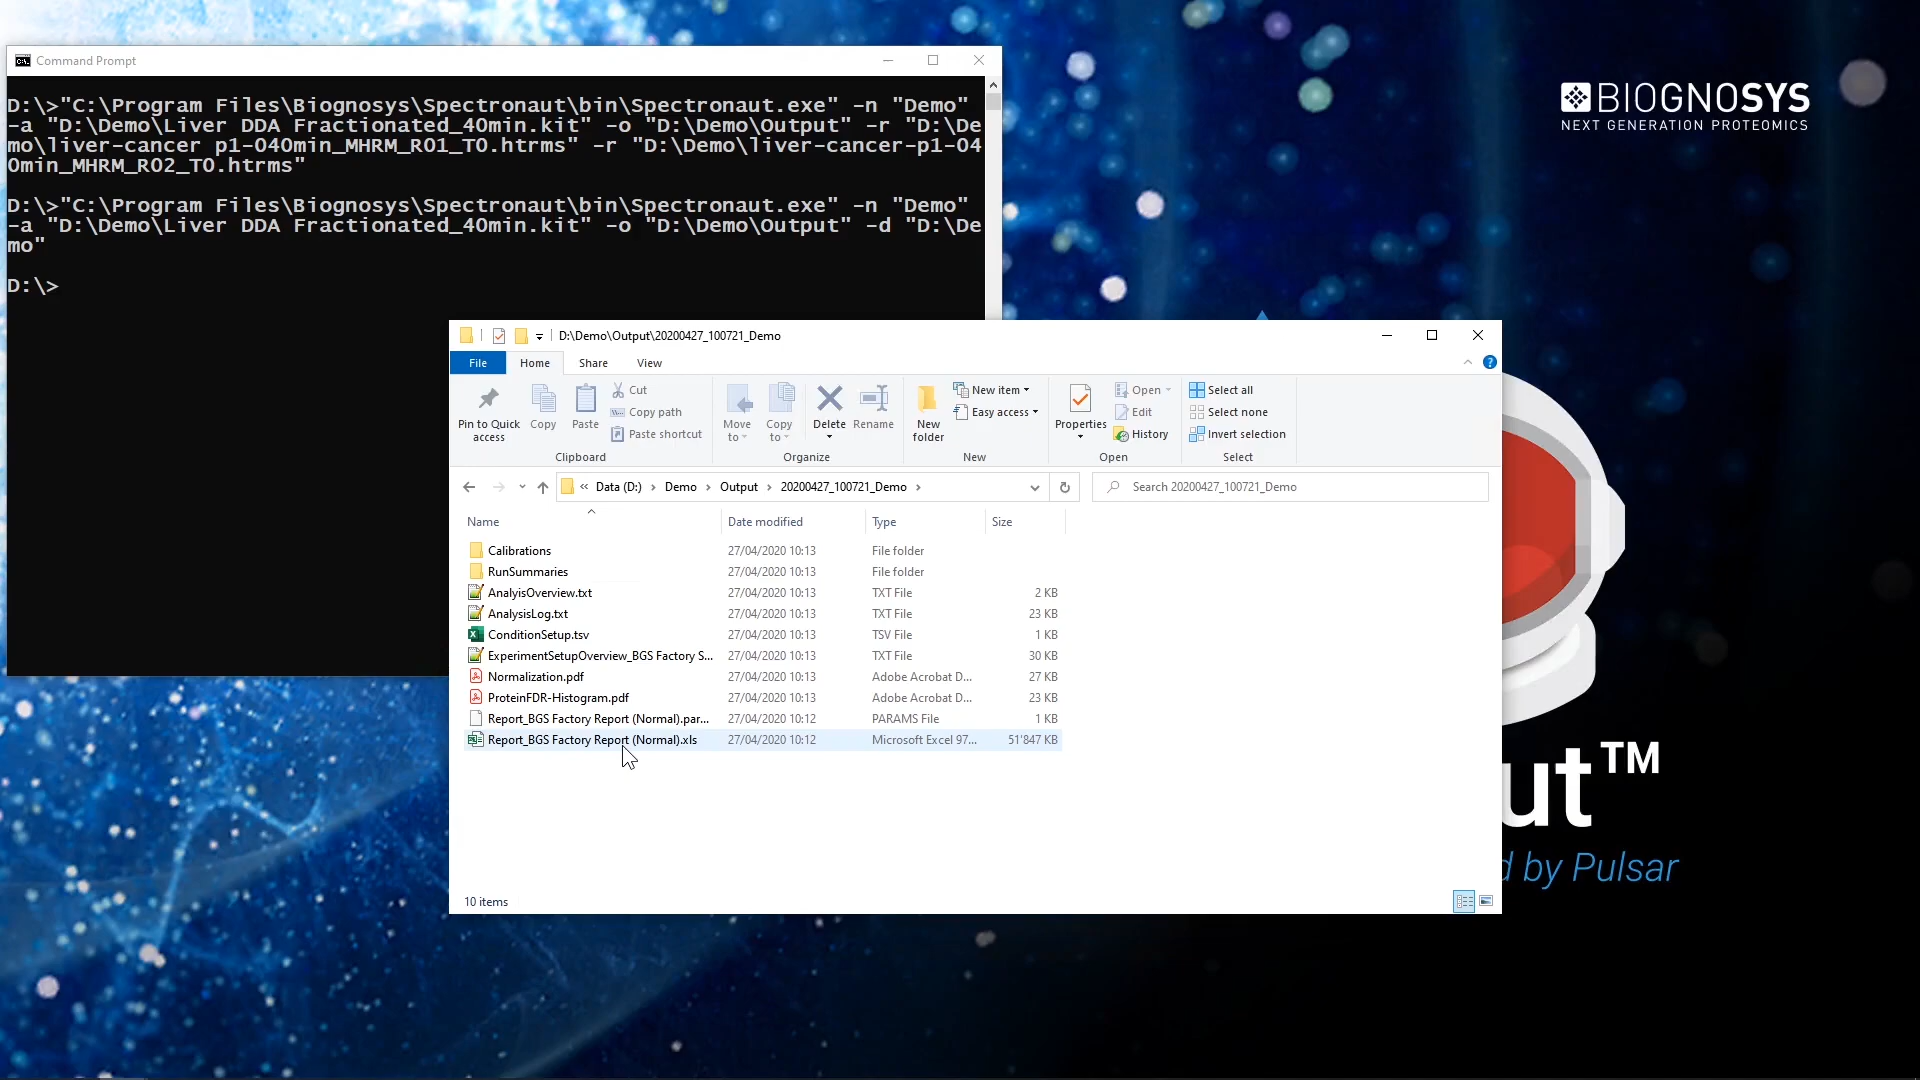 Command Prompt
D:\>"C:\Program Files\Biognosys\Spectronaut\bin\Spectronaut.exe" -n "Demo"
-a "D:\Demo\Liver DDA Fractionated_40min.kit" -o "D:\Demo\Output" -r "D:\De
mo\liver-cancer p1-040min_MHRM_R01_T0.htrms" -r "D:\Demo\liver-cancer-p1-04
0min_MHRM_R02_T0.htrms"
D:\>"C:\Program Files\Biognosys\Spectronaut\bin\Spectronaut.exe" -n "Demo"
-a "D:\Demo\Liver DDA Fractionated_40min.kit" -o "D:\Demo\Output" -d "D:\De
mo"
D:\>
BIOGNOSYS
NEXT GENERATION PROTEOMICS
D:\Demo\Output\20200427_100721_Demo
File Home Share View
Pin to Quick access
Copy
Paste
Cut
Copy path
Paste shortcut
Clipboard
Move to
Copy to
Delete
Rename
Organize
New folder
New item
Easy access
New
Properties
Open
Edit
History
Open
Select all
Select none
Invert selection
Select
« Data (D:) › Demo › Output › 20200427_100721_Demo ›
Search 20200427_100721_Demo
Name Date modified Type Size
Calibrations 27/04/2020 10:13 File folder
RunSummaries 27/04/2020 10:13 File folder
AnalyisOverview.txt 27/04/2020 10:13 TXT File 2 KB
AnalysisLog.txt 27/04/2020 10:13 TXT File 23 KB
ConditionSetup.tsv 27/04/2020 10:13 TSV File 1 KB
ExperimentSetupOverview_BGS Factory S... 27/04/2020 10:13 TXT File 30 KB
Normalization.pdf 27/04/2020 10:13 Adobe Acrobat D... 27 KB
ProteinFDR-Histogram.pdf 27/04/2020 10:13 Adobe Acrobat D... 23 KB
Report_BGS Factory Report (Normal).par... 27/04/2020 10:12 PARAMS File 1 KB
Report_BGS Factory Report (Normal).xls 27/04/2020 10:12 Microsoft Excel 97... 51'847 KB
10 items
ut™
d by Pulsar